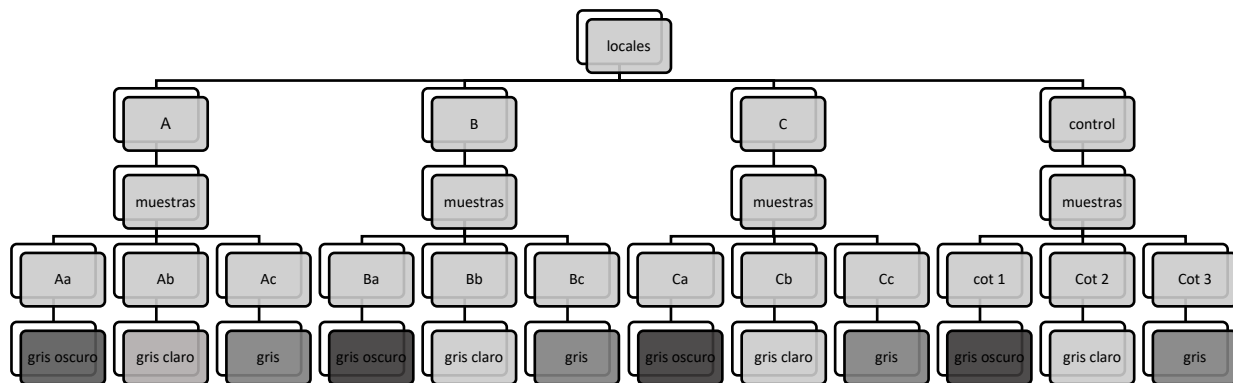 locales
A
B
C
control
muestras
muestras
muestras
muestras
Aa
Ab
Ac
Ba
Bb
Bc
Ca
Cb
Cc
cot 1
Cot 2
Cot 3
gris oscuro
gris claro
gris
gris oscuro
gris claro
gris
gris oscuro
gris claro
gris
gris oscuro
gris claro
gris